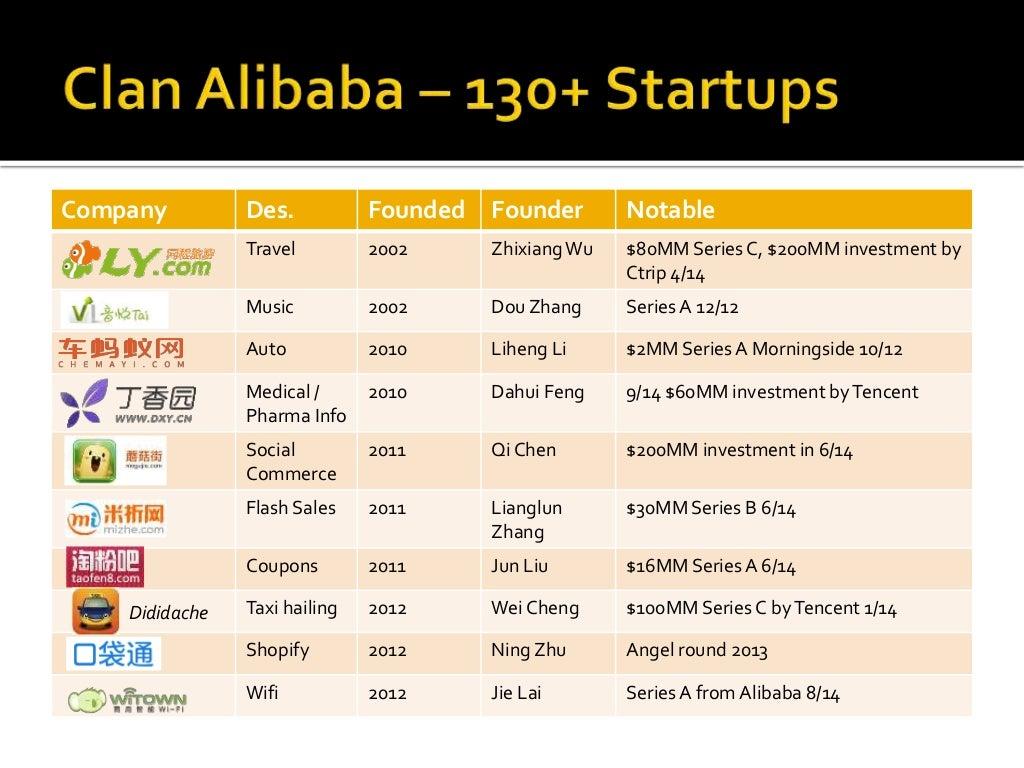 Clan Alibaba – 130+ Startups
Company Des. Founded Founder Notable
LY.com 同程旅游 Travel 2002 Zhixiang Wu $80MM Series C, $200MM investment by
Ctrip 4/14
音悦Tai Music 2002 Dou Zhang Series A 12/12
车蚂蚁网 Auto 2010 Liheng Li $2MM Series A Morningside 10/12
CHEMAYI.COM
丁香园 Medical / 2010 Dahui Feng 9/14 $60MM investment by Tencent
WWW.DXY.CN Pharma Info
蘑菇街 Social 2011 Qi Chen $200MM investment in 6/14
mogujie.com Commerce
mi 米折网 Flash Sales 2011 Lianglun $30MM Series B 6/14
mizhe.com Zhang
淘粉吧 Coupons 2011 Jun Liu $16MM Series A 6/14
taofen8.com
Dididache Taxi hailing 2012 Wei Cheng $100MM Series C by Tencent 1/14
口袋通 Shopify 2012 Ning Zhu Angel round 2013
WITOWN Wifi 2012 Jie Lai Series A from Alibaba 8/14
商用智能Wi-Fi